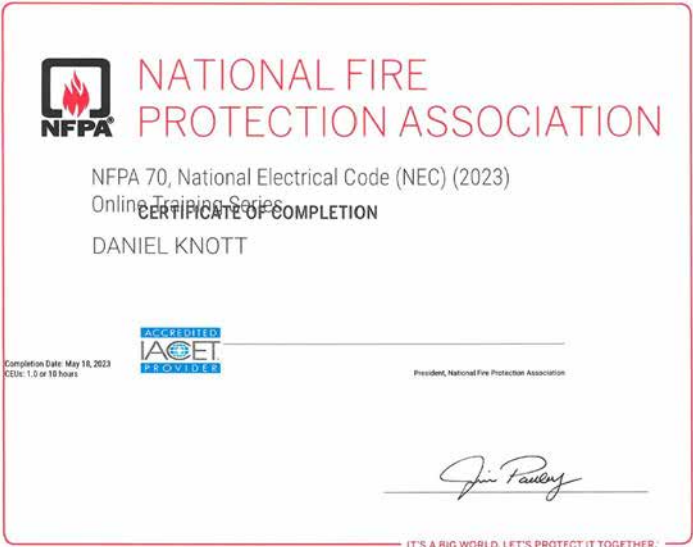 NFPA
NATIONAL FIRE
PROTECTION ASSOCIATION
NFPA 70, National Electrical Code (NEC) (2023)
Online Training Series
CERTIFICATE OF COMPLETION
DANIEL KNOTT
ACCREDITED
IACET
PROVIDER
Completion Date: May 18, 2023
CEUs: 1.0 or 10 hours
President, National Fire Protection Association
Jim Pauley
IT'S A BIG WORLD. LET'S PROTECT IT TOGETHER.